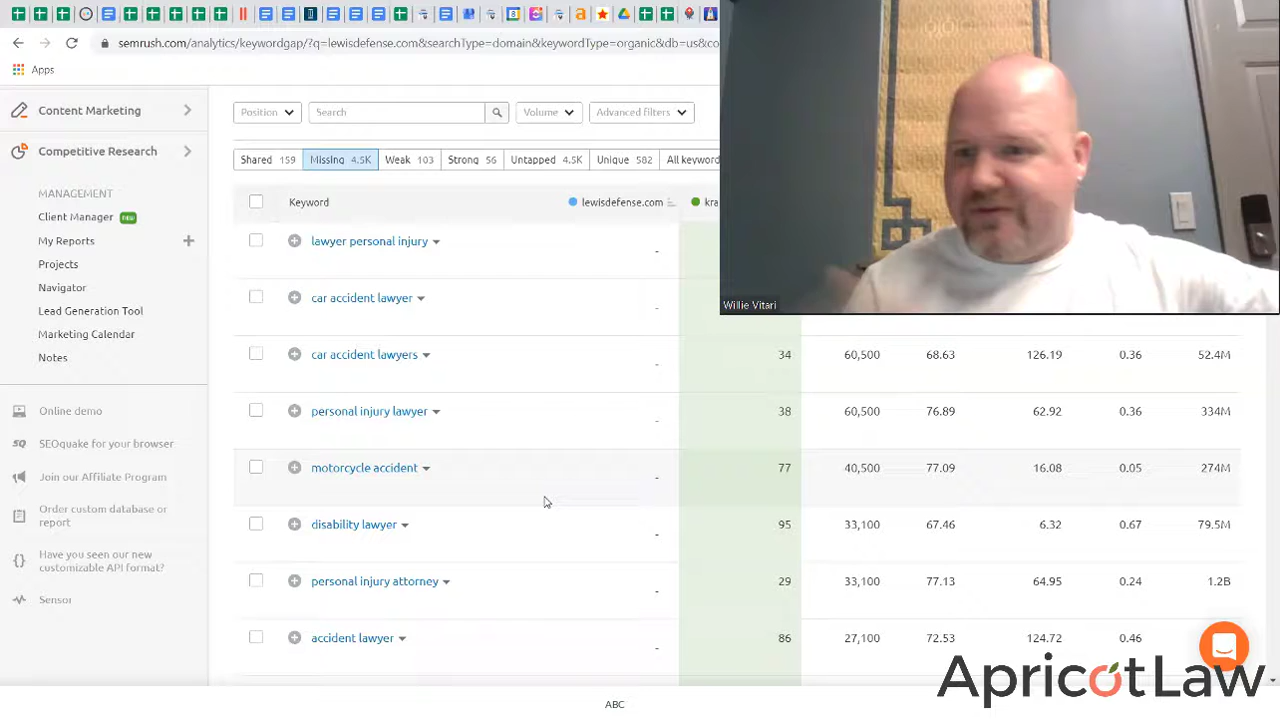 semrush.com/analytics/keywordgap/?q=lewisdefense.com&searchType=domain&keywordType=organic&db=us&co
Apps
Content Marketing
Competitive Research
MANAGEMENT
Client Manager new
My Reports
Projects
Navigator
Lead Generation Tool
Marketing Calendar
Notes
Online demo
SEOquake for your browser
Join our Affiliate Program
Order custom database or
report
Have you seen our new
customizable API format?
Sensor
Position Search Volume Advanced filters
Shared 159 Missing 4.5K Weak 103 Strong 56 Untapped 4.5K Unique 582 All keyword
Keyword lewisdefense.com kra
lawyer personal injury -
car accident lawyer -
car accident lawyers - 34 60,500 68.63 126.19 0.36 52.4M
personal injury lawyer - 38 60,500 76.89 62.92 0.36 334M
motorcycle accident - 77 40,500 77.09 16.08 0.05 274M
disability lawyer - 95 33,100 67.46 6.32 0.67 79.5M
personal injury attorney - 29 33,100 77.13 64.95 0.24 1.2B
accident lawyer - 86 27,100 72.53 124.72 0.46
Willie Vitari
ApricotLaw
ABC